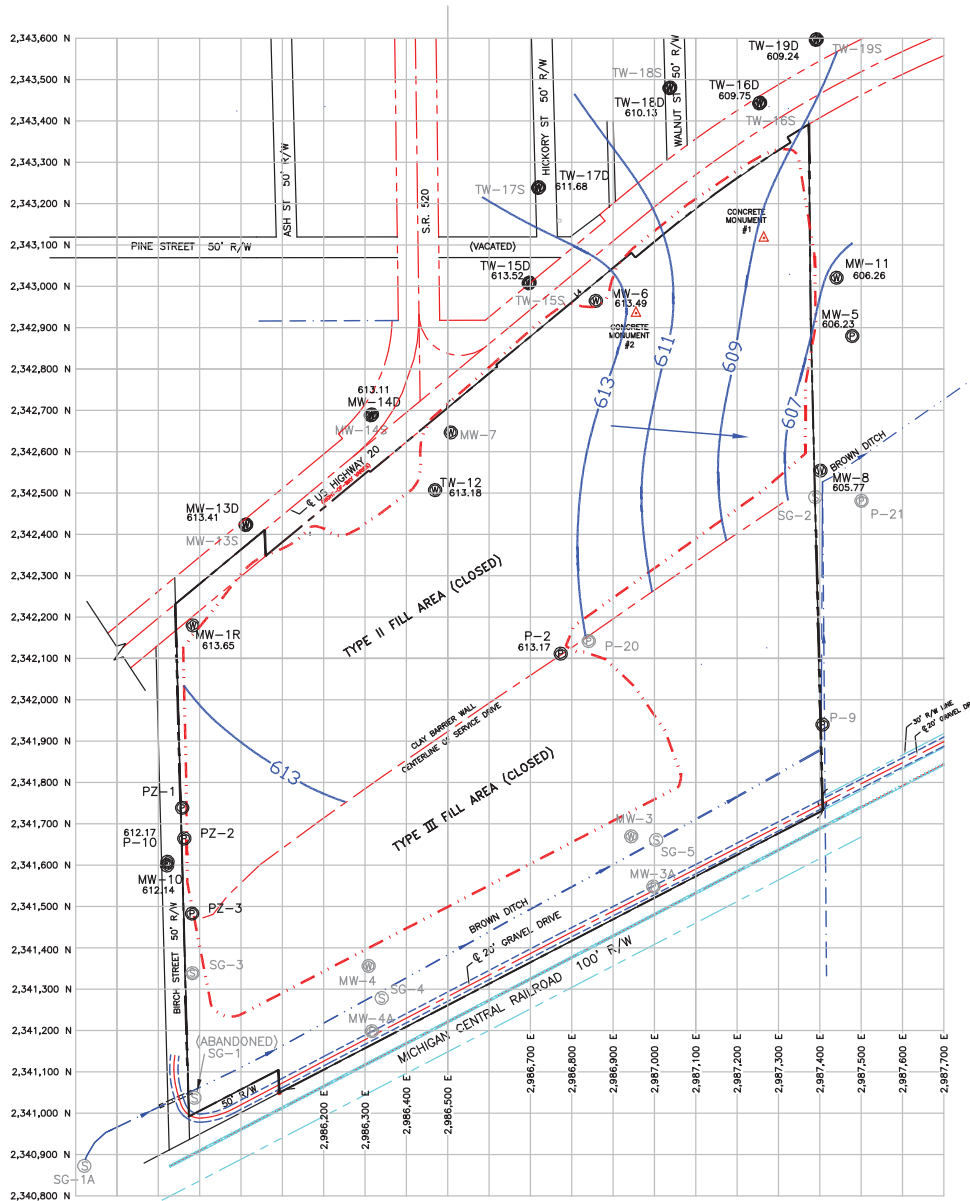 2,343,600 N
2,343,500 N
2,343,400 N
2,343,300 N
2,343,200 N
2,343,100 N
2,343,000 N
2,342,900 N
2,342,800 N
2,342,700 N
2,342,600 N
2,342,500 N
2,342,400 N
2,342,300 N
2,342,200 N
2,342,100 N
2,342,000 N
2,341,900 N
2,341,800 N
2,341,700 N
2,341,600 N
2,341,500 N
2,341,400 N
2,341,300 N
2,341,200 N
2,341,100 N
2,341,000 N
2,340,900 N
2,340,800 N
TW-19D
609.24
TW-19S
TW-18S
TW-18D
610.13
TW-16D
609.75
TW-16S
WALNUT ST 50' R/W
HICKORY ST 50' R/W
ASH ST 50' R/W
S.R. 520
TW-17D
611.68
TW-17S
PINE STREET 50' R/W
(VACATED)
TW-15D
613.52
TW-15S
MW-6
613.49
CONCRETE
MONUMENT
#1
CONCRETE
MONUMENT
#2
MW-11
606.26
MW-5
606.23
613
611
609
607
613.11
MW-14D
MW-14S
MW-7
TW-12
613.18
℄ US HIGHWAY 20
MW-13D
613.41
MW-13S
BROWN DITCH
MW-8
605.77
SG-2
P-21
TYPE II FILL AREA (CLOSED)
MW-1R
613.65
P-2
613.17
P-20
P-9
30' R/W LINE
℄ 20' GRAVEL DR
CLAY BARRIER WALL
CENTERLINE OF SERVICE DRIVE
613
TYPE III FILL AREA (CLOSED)
PZ-1
612.17
P-10
PZ-2
MW-10
612.14
PZ-3
MW-3
SG-5
MW-3A
BIRCH STREET 50' R/W
SG-3
BROWN DITCH
℄ 20' GRAVEL DRIVE
MW-4
SG-4
MW-4A
MICHIGAN CENTRAL RAILROAD 100' R/W
(ABANDONED)
SG-1
50' R/W
SG-1A
2,986,200 E
2,986,300 E
2,986,400 E
2,986,500 E
2,986,700 E
2,986,800 E
2,986,900 E
2,987,000 E
2,987,100 E
2,987,200 E
2,987,300 E
2,987,400 E
2,987,500 E
2,987,600 E
2,987,700 E